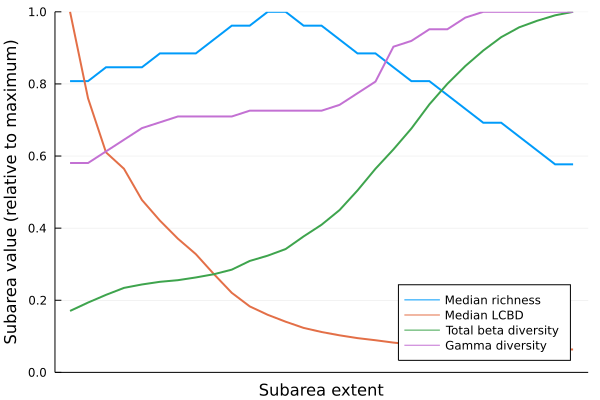 1.0
0.8
0.6
0.4
0.2
0.0
Subarea value (relative to maximum)
Subarea extent
Median richness
Median LCBD
Total beta diversity
Gamma diversity